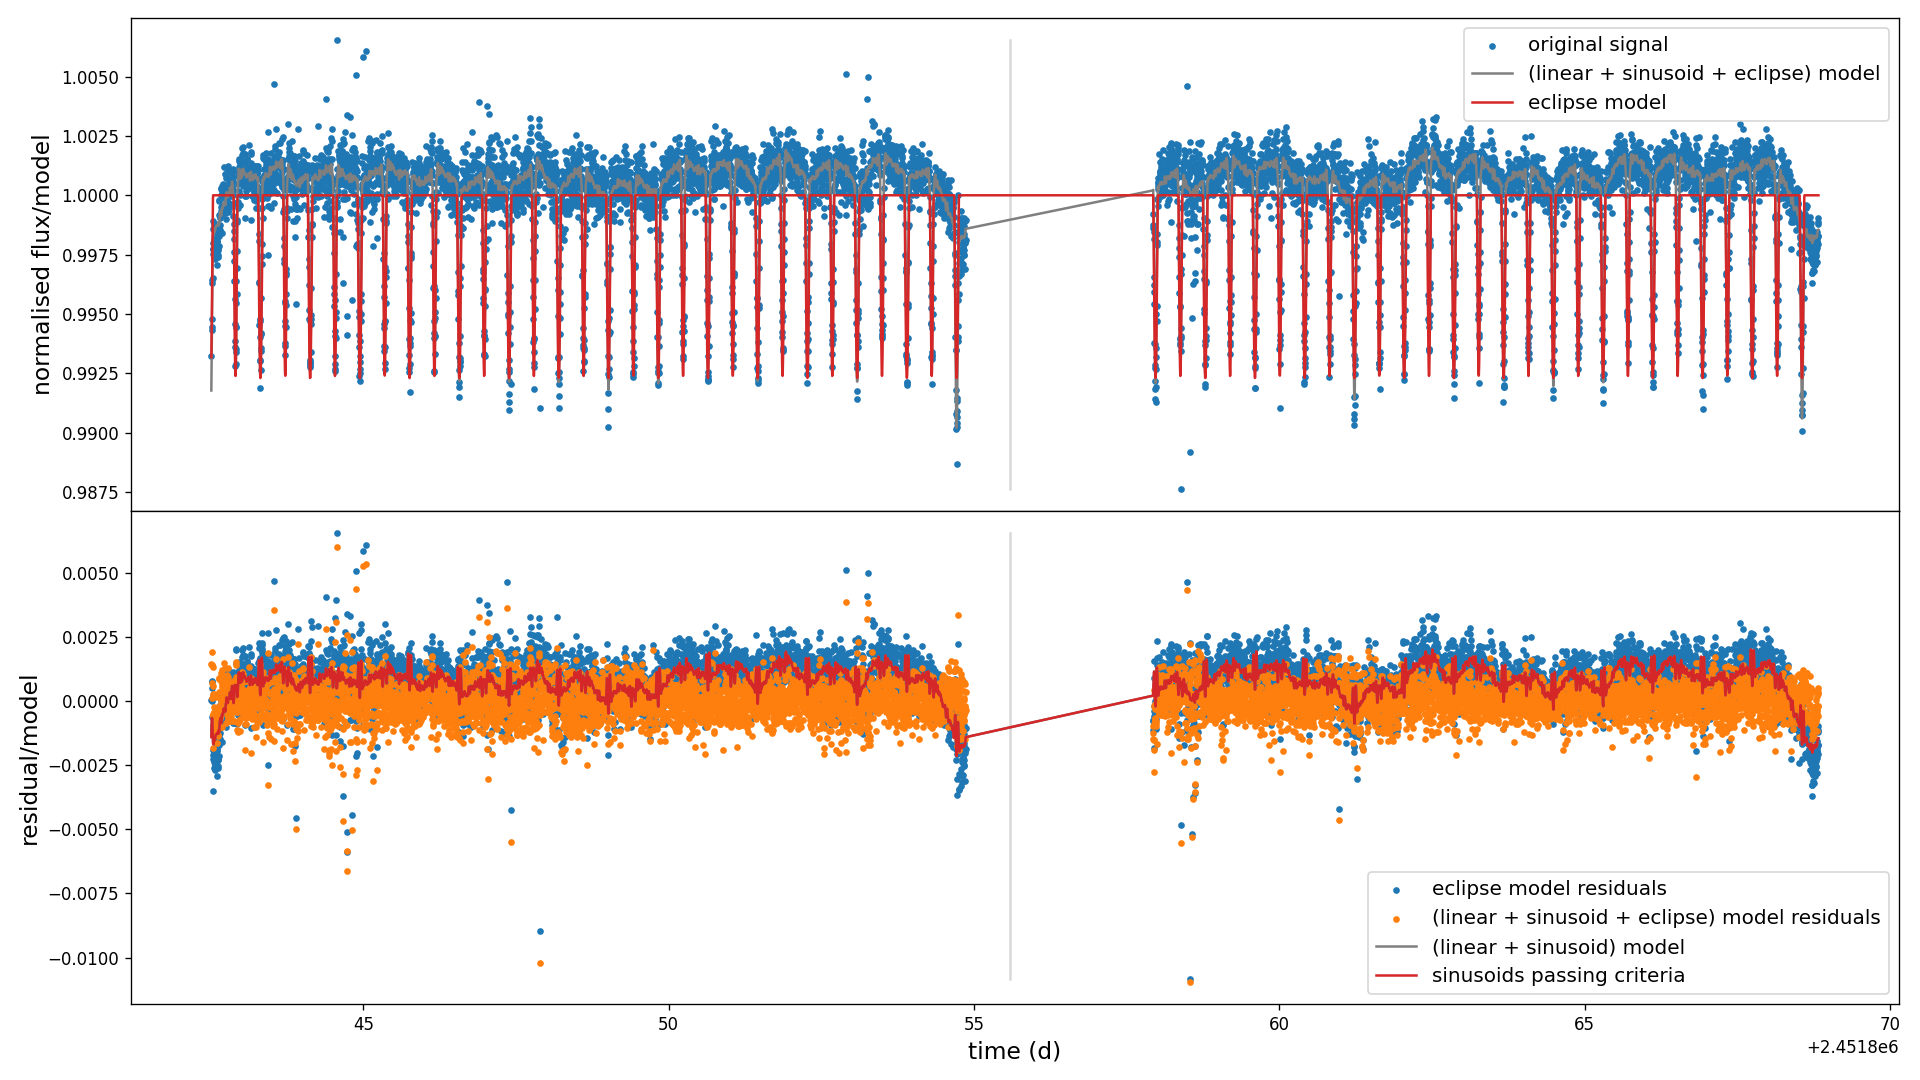 original signal
(linear + sinusoid + eclipse) model
eclipse model
normalised flux/model
1.0050
1.0025
1.0000
0.9975
0.9950
0.9925
0.9900
0.9875
residual/model
0.0050
0.0025
0.0000
−0.0025
−0.0050
−0.0075
−0.0100
eclipse model residuals
(linear + sinusoid + eclipse) model residuals
(linear + sinusoid) model
sinusoids passing criteria
45 50 55 60 65 70
time (d)
+2.4518e6